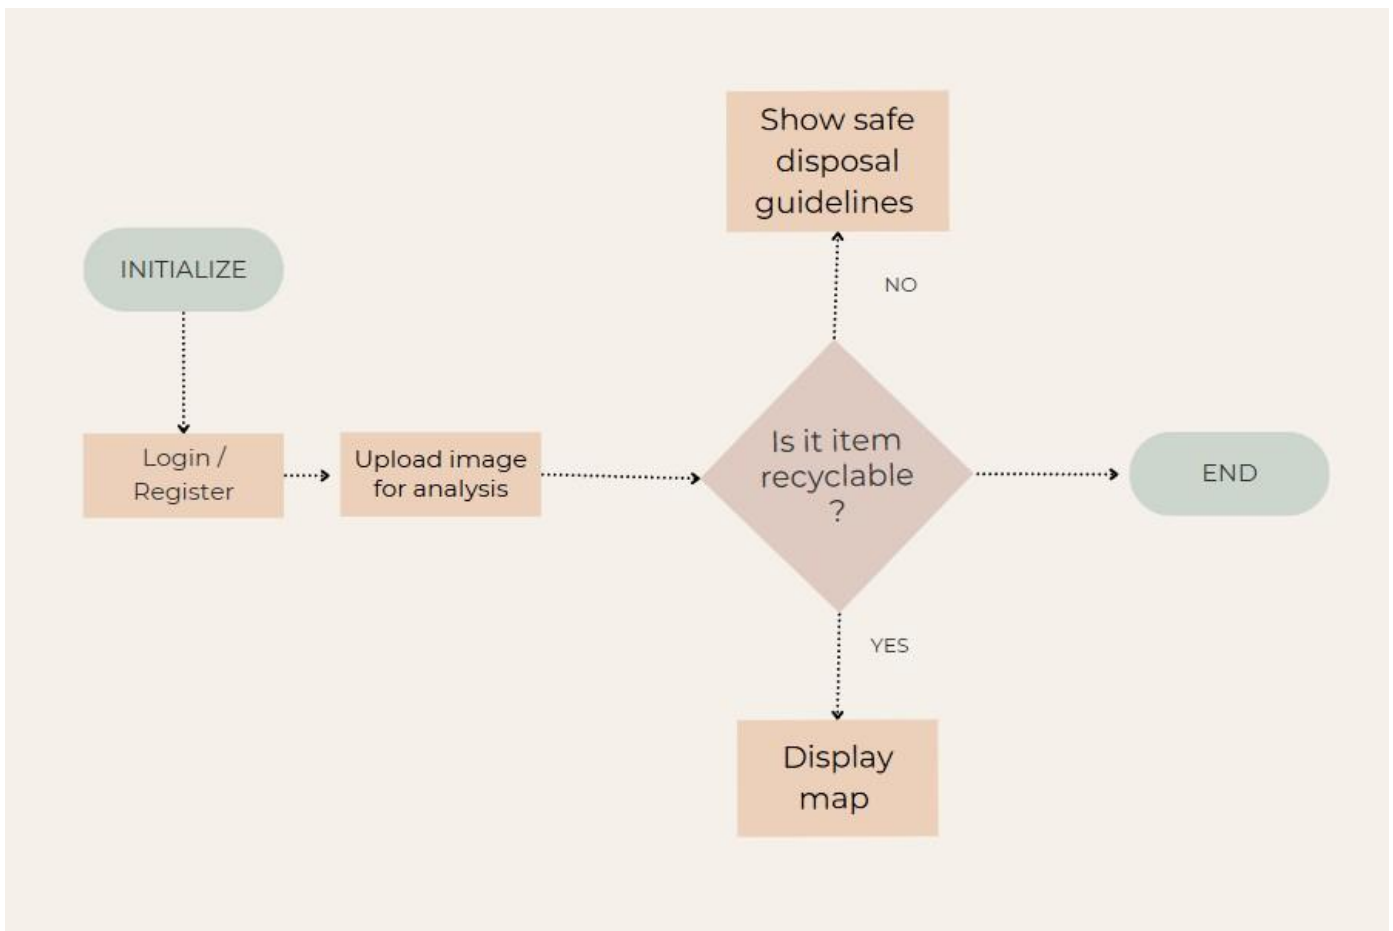 Show safe
disposal
guidelines
INITIALIZE
NO
Login /
Register
Upload image
for analysis
Is it item
recyclable
?
END
YES
Display
map